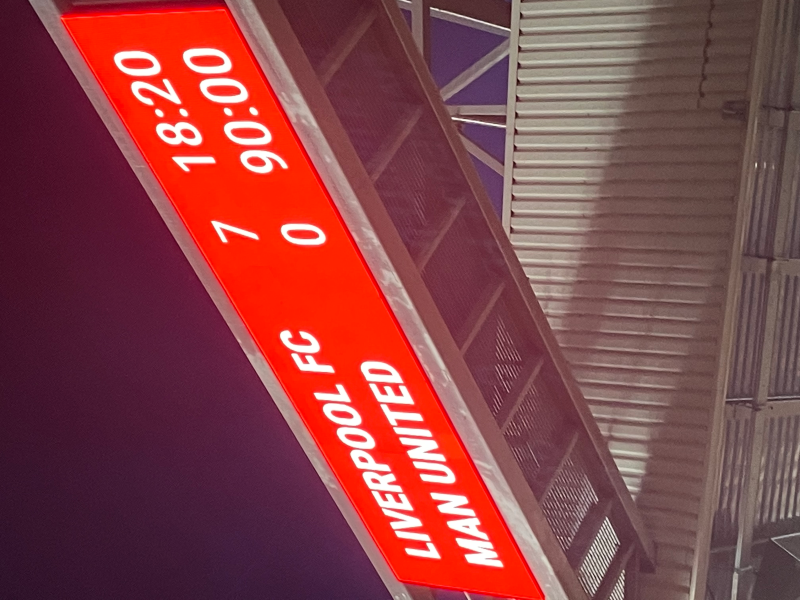 LIVERPOOL FC 7 18:20
MAN UNITED 0 90:00